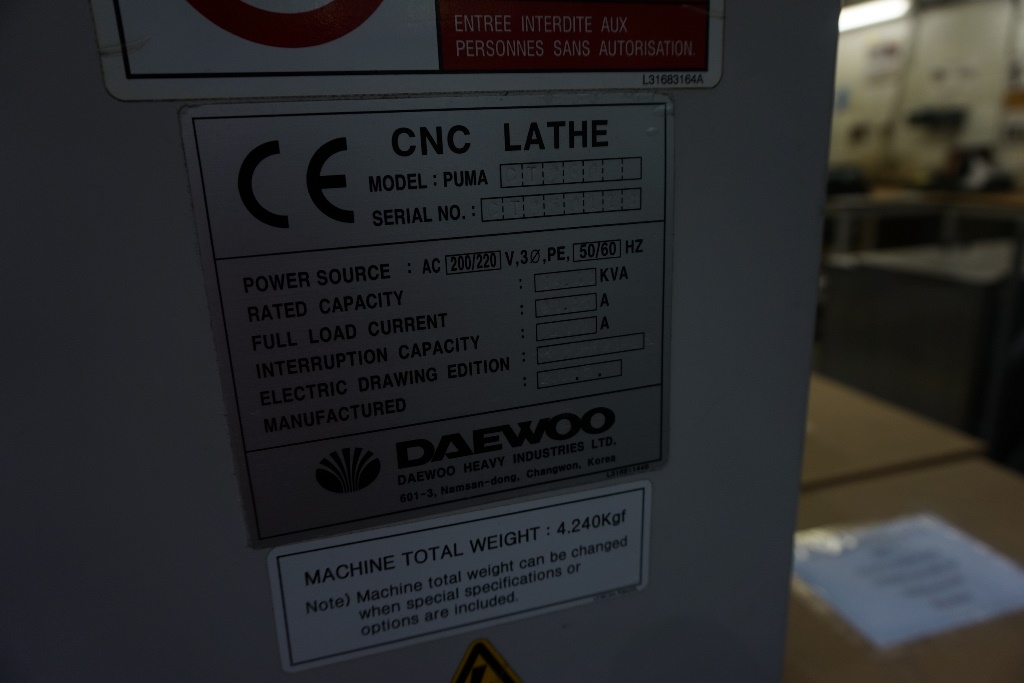 ENTREE INTERDITE AUX
PERSONNES SANS AUTORISATION.
L31683164A
CE CNC LATHE
MODEL : PUMA
SERIAL NO. :
POWER SOURCE : AC 200/220 V,3Ø,PE, 50/60 HZ
RATED CAPACITY : KVA
FULL LOAD CURRENT : A
INTERRUPTION CAPACITY : A
ELECTRIC DRAWING EDITION :
MANUFACTURED : . .
DAEWOO
DAEWOO HEAVY INDUSTRIES LTD.
601-3, Namsan-dong, Changwon, Korea
MACHINE TOTAL WEIGHT : 4.240Kgf
Note) Machine total weight can be changed
when special specifications or
options are included.